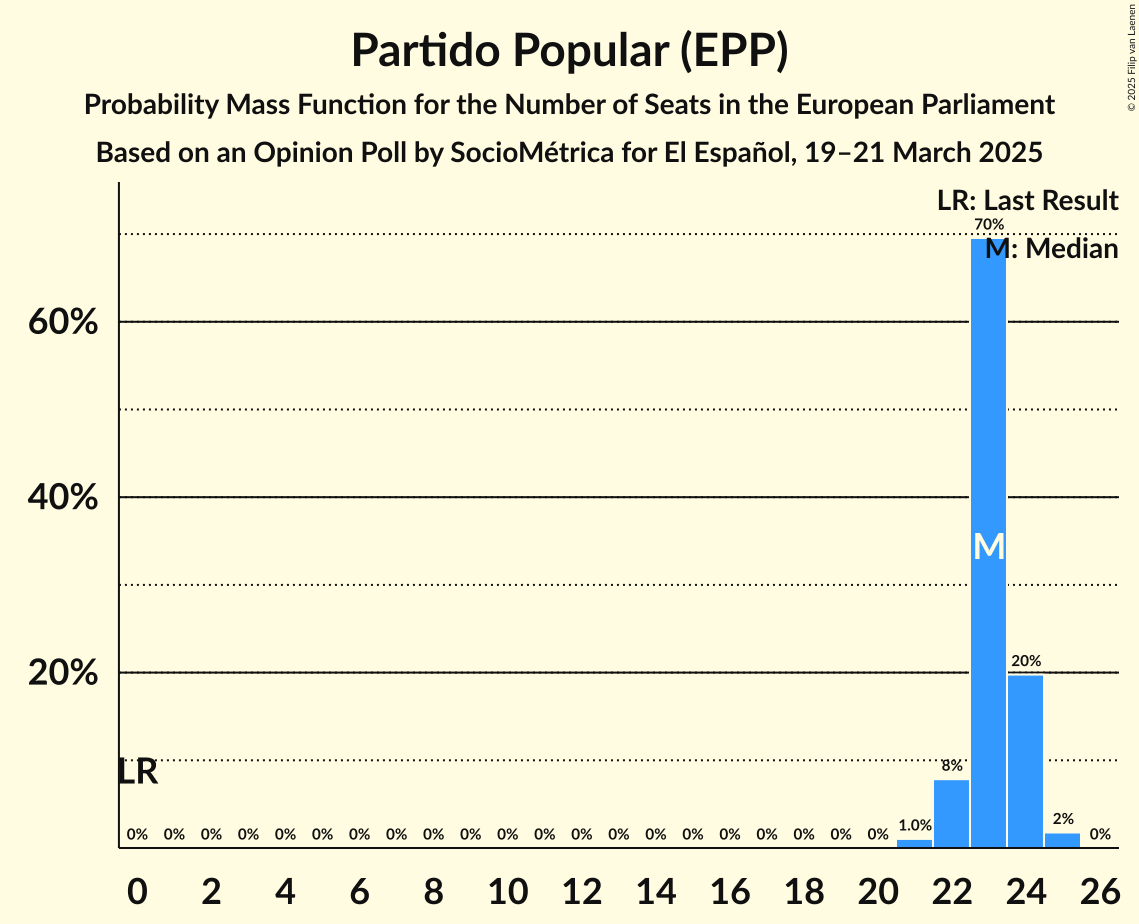 Partido Popular (EPP)
Probability Mass Function for the Number of Seats in the European Parliament
Based on an Opinion Poll by SocioMétrica for El Español, 19–21 March 2025
© 2025 Filip van Laenen
LR: Last Result
M: Median
70%
60%
40%
M
20%
20%
LR
8%
2%
1.0%
0% 0% 0% 0% 0% 0% 0% 0% 0% 0% 0% 0% 0% 0% 0% 0% 0% 0% 0% 0% 0% 0%
0 2 4 6 8 10 12 14 16 18 20 22 24 26